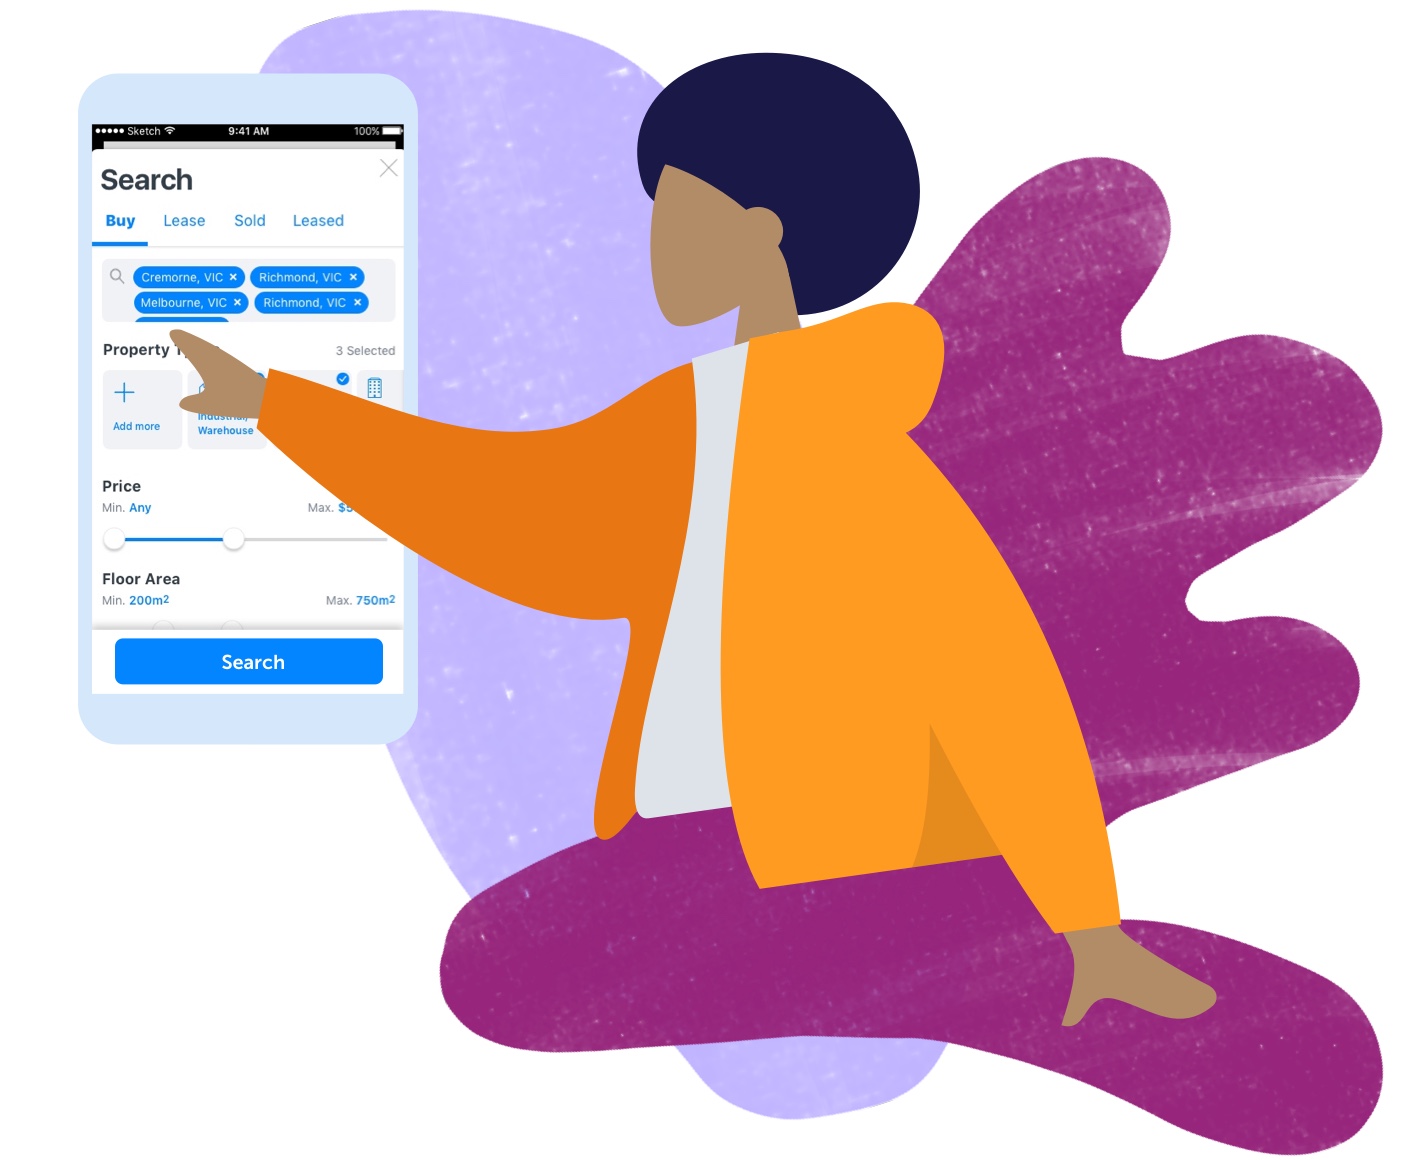 Sketch 9:41 AM 100%
Search
Buy Lease Sold Leased
Cremorne, VIC × Richmond, VIC ×
Melbourne, VIC × Richmond, VIC ×
Property 3 Selected
Add more
Industrial,
Warehouse
Price
Min. Any Max.
Floor Area
Min. 200m2 Max. 750m2
Search